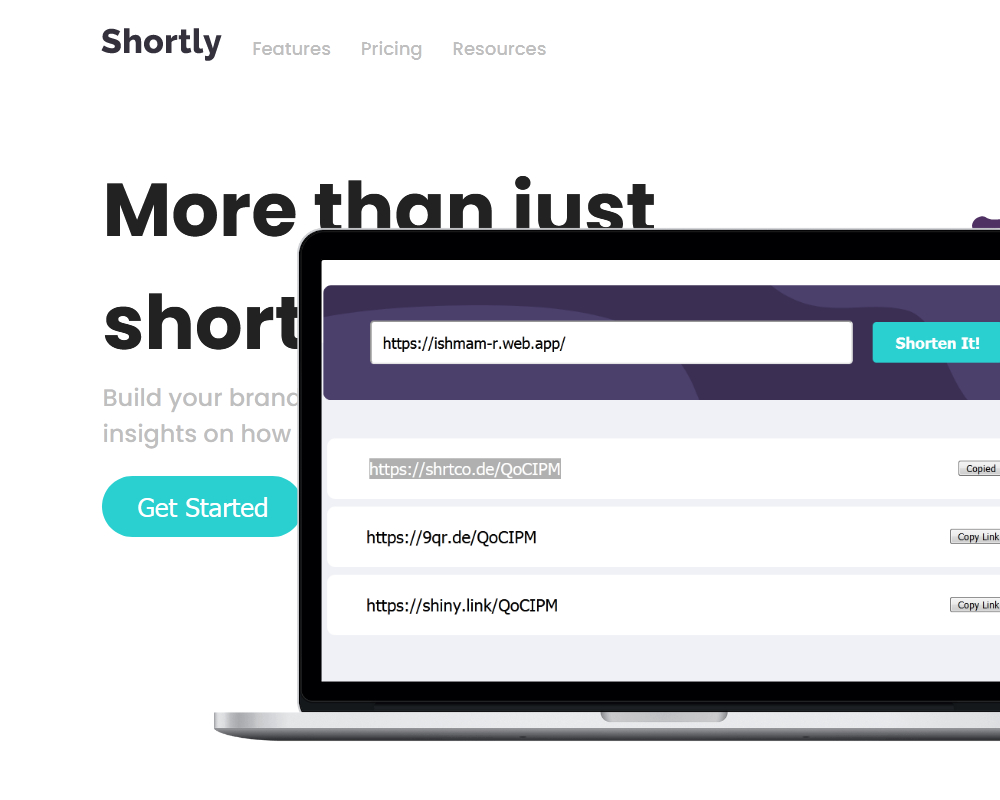 Shortly
Features Pricing Resources
More than just
short
Build your brand
insights on how
Get Started
https://ishmam-r.web.app/
Shorten It!
https://shrtco.de/QoCIPM
Copied
https://9qr.de/QoCIPM
Copy Link
https://shiny.link/QoCIPM
Copy Link